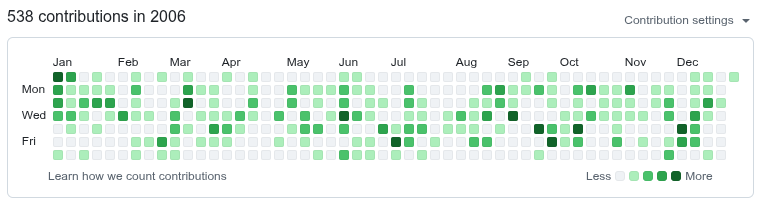 538 contributions in 2006
Contribution settings
Jan Feb Mar Apr May Jun Jul Aug Sep Oct Nov Dec
Mon
Wed
Fri
Learn how we count contributions
Less More